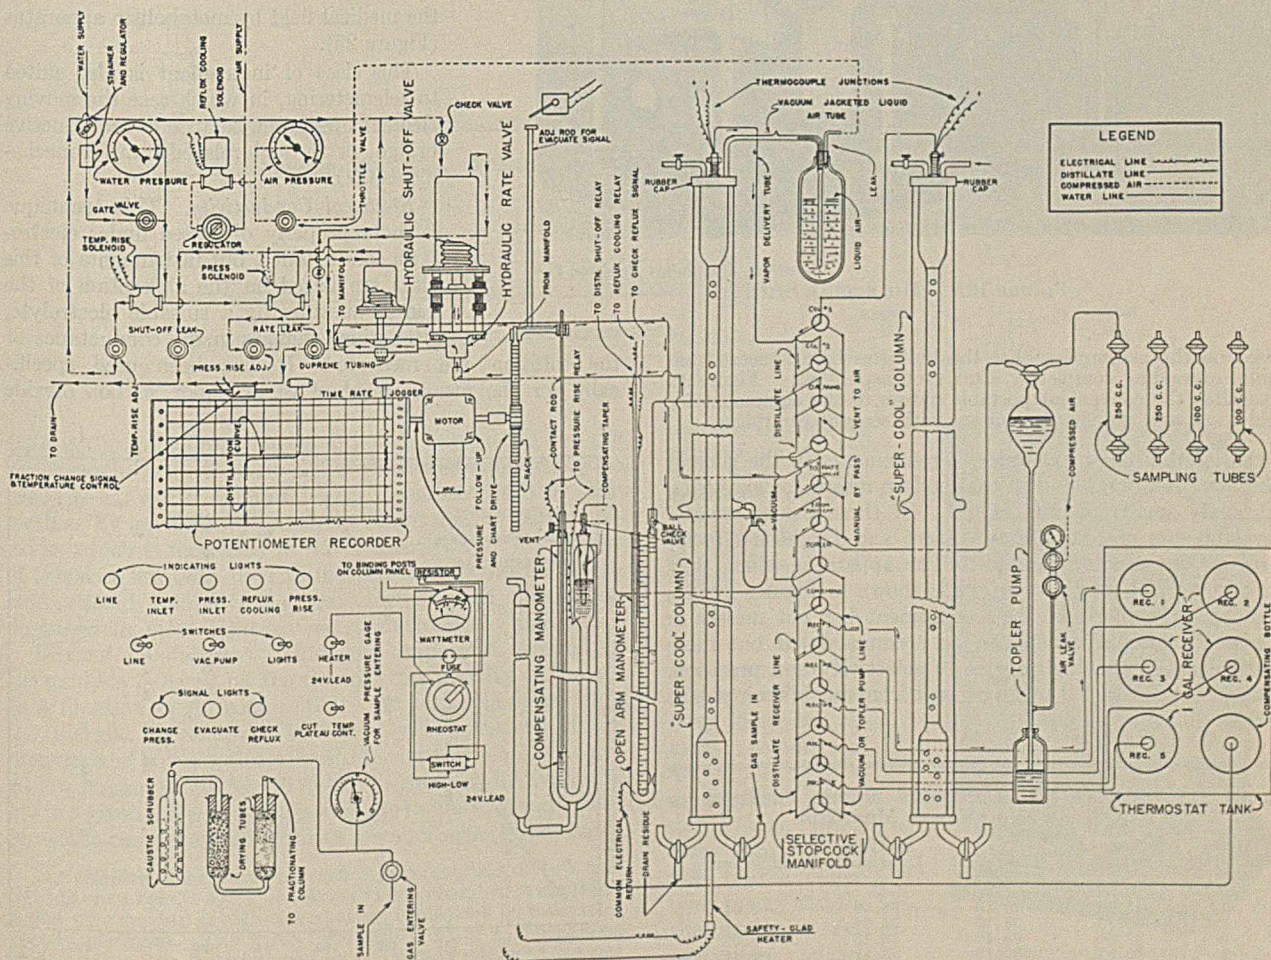 WATER SUPPLY
STRAINER
AND REGULATOR
REFLUX COOLING
SOLENOID
AIR SUPPLY
WATER PRESSURE
AIR PRESSURE
THROTTLE VALVE
GATE
VALVE
REGULATOR
TEMP. RISE
SOLENOID
PRESS
SOLENOID
SHUT-OFF LEAK
RATE LEAK
PRESS. RISE ADJ.
TEMP. RISE ADJ.
TO DRAIN
TO MANIFOLD
DUPRENE TUBING
HYDRAULIC SHUT-OFF VALVE
HYDRAULIC RATE VALVE
CHECK VALVE
ADJ ROD FOR
EVACUATE SIGNAL
FROM MANIFOLD
TO DISTN. SHUT-OFF RELAY
TO REFLUX COOLING RELAY
TO CHECK REFLUX SIGNAL
THERMOCOUPLE JUNCTIONS
VACUUM JACKETED LIQUID
AIR TUBE
RUBBER
CAP
VAPOR DELIVERY TUBE
LEAK
LIQUID AIR
RUBBER
CAP
LEGEND
ELECTRICAL LINE
DISTILLATE LINE
COMPRESSED AIR
WATER LINE
TIME RATE
JOGGER
DISTILLATION
CURVE
FRACTION CHANGE SIGNAL
& TEMPERATURE CONTROL
POTENTIOMETER RECORDER
MOTOR
PRESSURE FOLLOW-UP
AND CHART DRIVE
RACK
CONTACT ROD
TO PRESSURE RISE RELAY
COMPENSATING TAPER
VENT
BALL
CHECK
VALVE
COMPENSATING MANOMETER
OPEN ARM MANOMETER
"SUPER-COOL" COLUMN
"SUPER-COOL" COLUMN
DISTILLATE LINE
VENT TO AIR
VACUUM
MANUAL BY PASS
TOPLER
DISTILLATE RECEIVER LINE
VACUUM OR TOPLER PUMP LINE
SELECTIVE
STOPCOCK
MANIFOLD
GAS SAMPLE IN
COMMON ELECTRICAL
RETURN
DRAIN RESIDUE
SAFETY-GLAD
HEATER
250 C.C.
250 C.C.
100 C.C.
100 C.C.
SAMPLING TUBES
COMPRESSED AIR
AIR LEAK
VALVE
TOPLER PUMP
REC. 1
REC. 2
REC. 3
REC. 4
REC. 5
1 GAL. RECEIVER
COMPENSATING BOTTLE
THERMOSTAT TANK
INDICATING LIGHTS
LINE
TEMP.
INLET
PRESS.
INLET
REFLUX
COOLING
PRESS.
RISE
SWITCHES
LINE
VAC. PUMP
LIGHTS
HEATER
24V. LEAD
SIGNAL LIGHTS
CHANGE
PRESS.
EVACUATE
CHECK
REFLUX
CUT TEMP
PLATEAU CONT.
TO BINDING POSTS
ON COLUMN PANEL
RESISTOR
WATTMETER
FUSE
RHEOSTAT
SWITCH
HIGH-LOW
24V. LEAD
VACUUM PRESSURE GAGE
FOR SAMPLE ENTERING
CAUSTIC SCRUBBER
DRYING TUBES
TO FRACTIONATING
COLUMN
SAMPLE IN
GAS ENTERING
VALVE